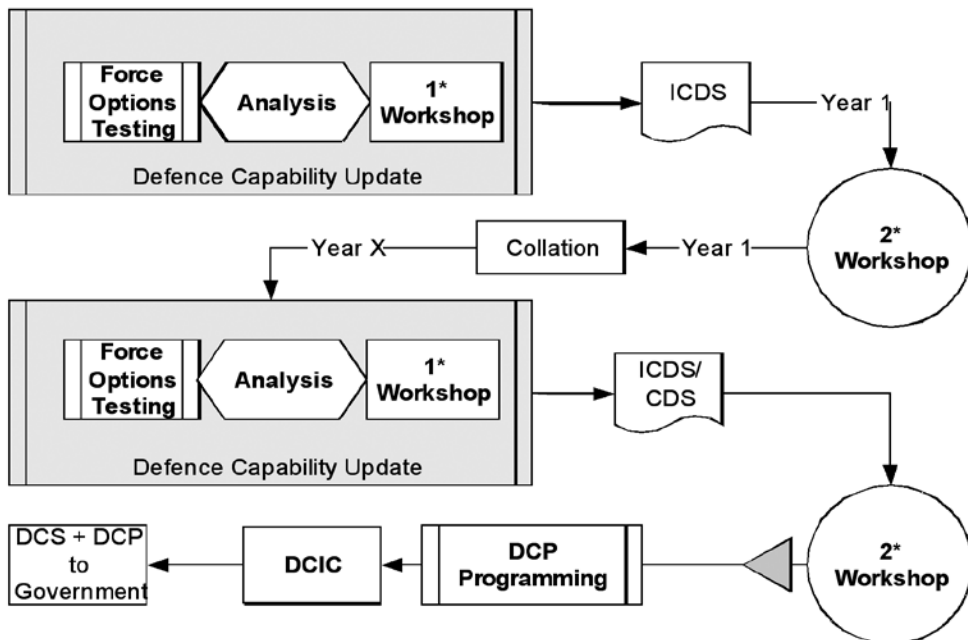 Force
Options
Testing
Analysis
1*
Workshop
Defence Capability Update
ICDS
Year 1
2*
Workshop
Year 1
Collation
Year X
Force
Options
Testing
Analysis
1*
Workshop
Defence Capability Update
ICDS/
CDS
2*
Workshop
DCP
Programming
DCIC
DCS + DCP
to
Government